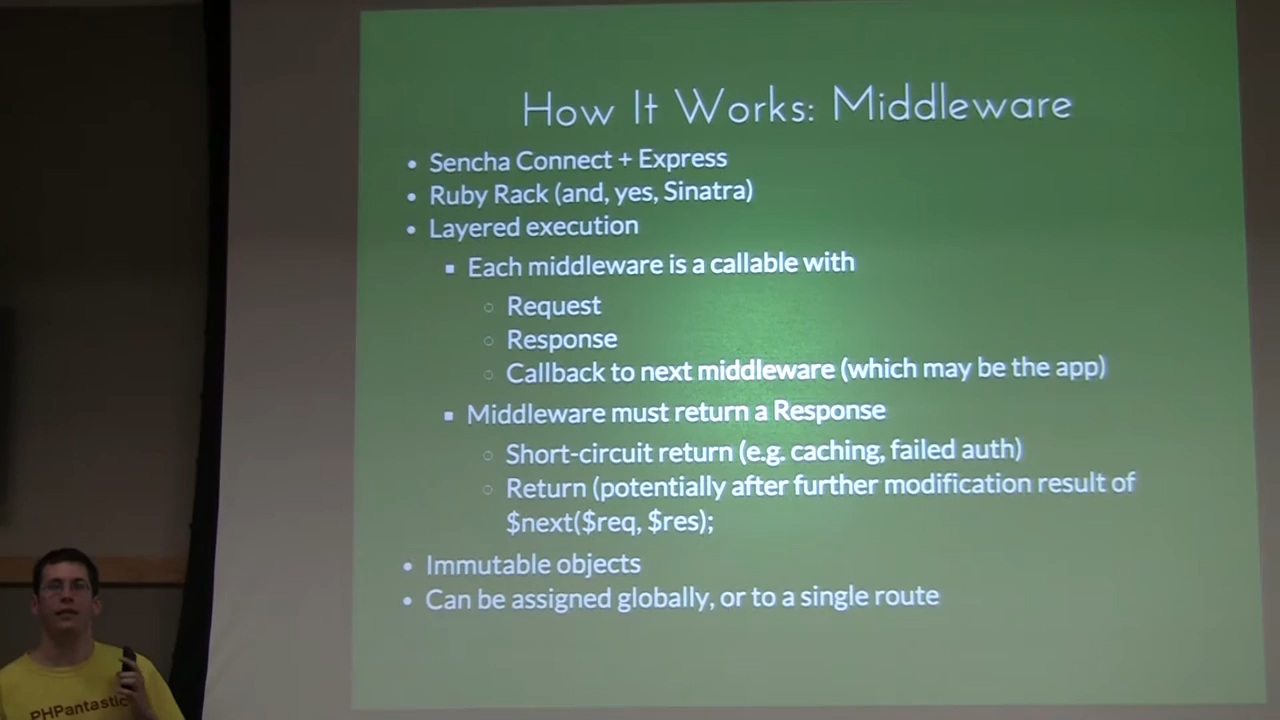 How It Works: Middleware
• Sencha Connect + Express
• Ruby Rack (and, yes, Sinatra)
• Layered execution
▪ Each middleware is a callable with
○ Request
○ Response
○ Callback to next middleware (which may be the app)
▪ Middleware must return a Response
○ Short-circuit return (e.g. caching, failed auth)
○ Return (potentially after further modification result of
$next($req, $res);
• Immutable objects
• Can be assigned globally, or to a single route
PHPantastic